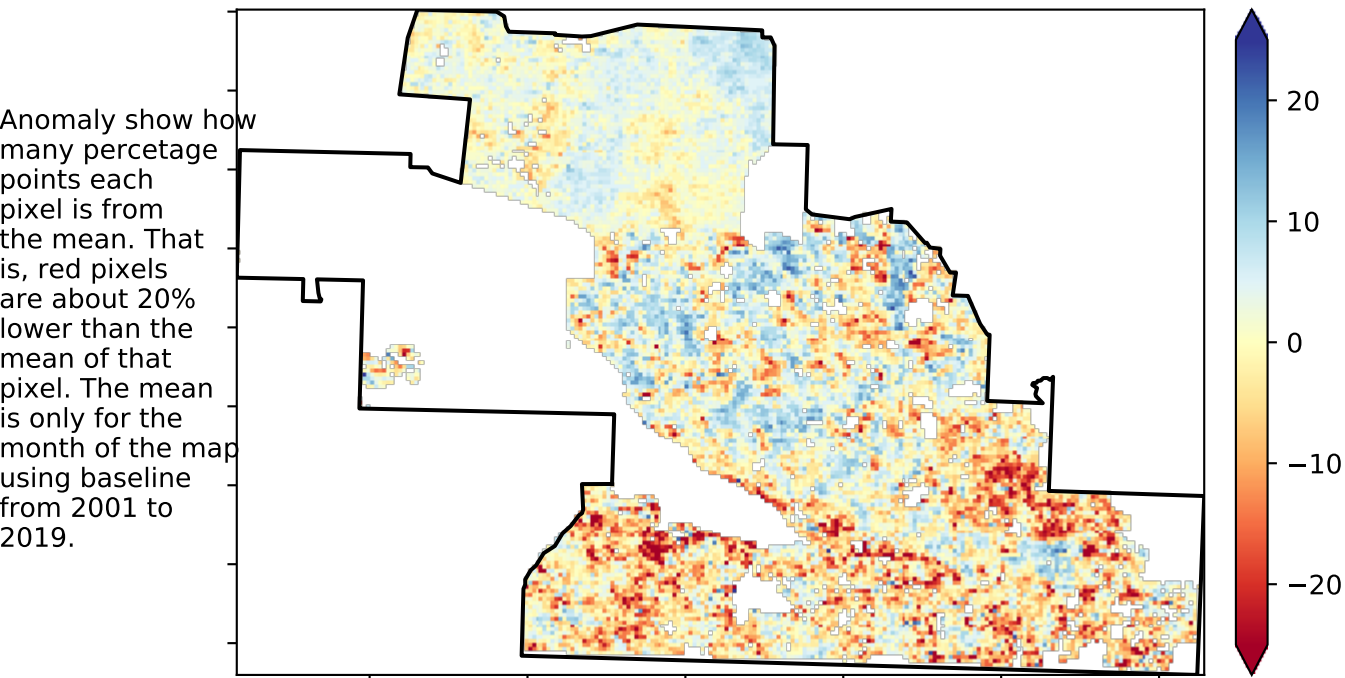 Anomaly show how
many percetage
points each
pixel is from
the mean. That
is, red pixels
are about 20%
lower than the
mean of that
pixel. The mean
is only for the
month of the map
using baseline
from 2001 to
2019.
20
10
0
−10
−20